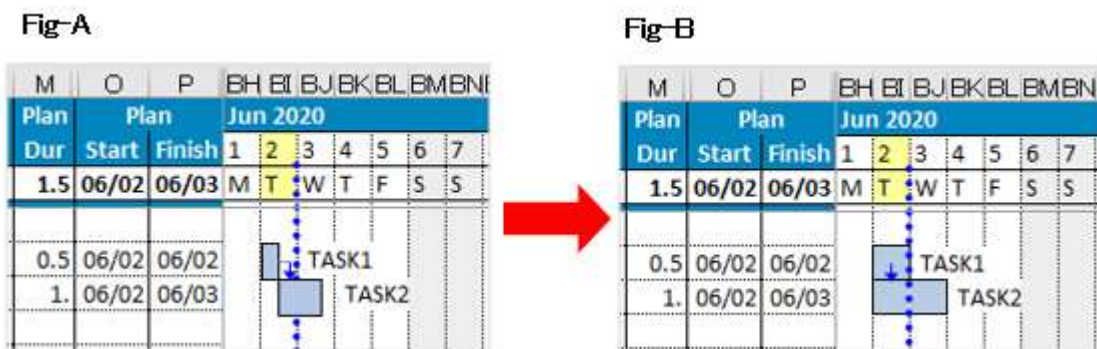 Fig-A
M O P BH BI BJ BK BL BM BN
Plan Plan Jun 2020
Dur Start Finish 1 2 3 4 5 6 7
1.5 06/02 06/03 M T W T F S S
0.5 06/02 06/02 TASK1
1. 06/02 06/03 TASK2
Fig-B
M O P BH BI BJ BK BL BM BN
Plan Plan Jun 2020
Dur Start Finish 1 2 3 4 5 6 7
1.5 06/02 06/03 M T W T F S S
0.5 06/02 06/02 TASK1
1. 06/02 06/03 TASK2